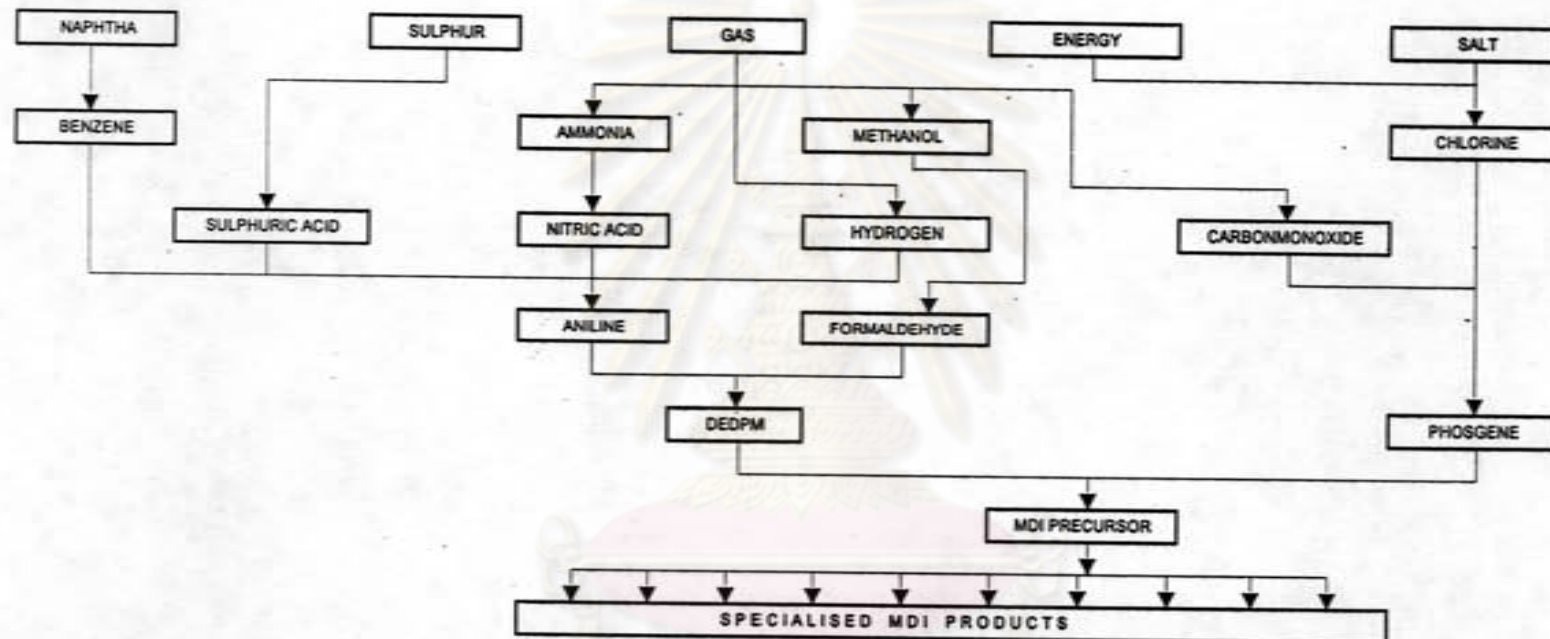 NAPHTHA
SULPHUR
GAS
ENERGY
SALT
BENZENE
AMMONIA
METHANOL
CHLORINE
SULPHURIC ACID
NITRIC ACID
HYDROGEN
CARBONMONOXIDE
ANILINE
FORMALDEHYDE
DEDPM
PHOSGENE
MDI PRECURSOR
SPECIALISED MDI PRODUCTS